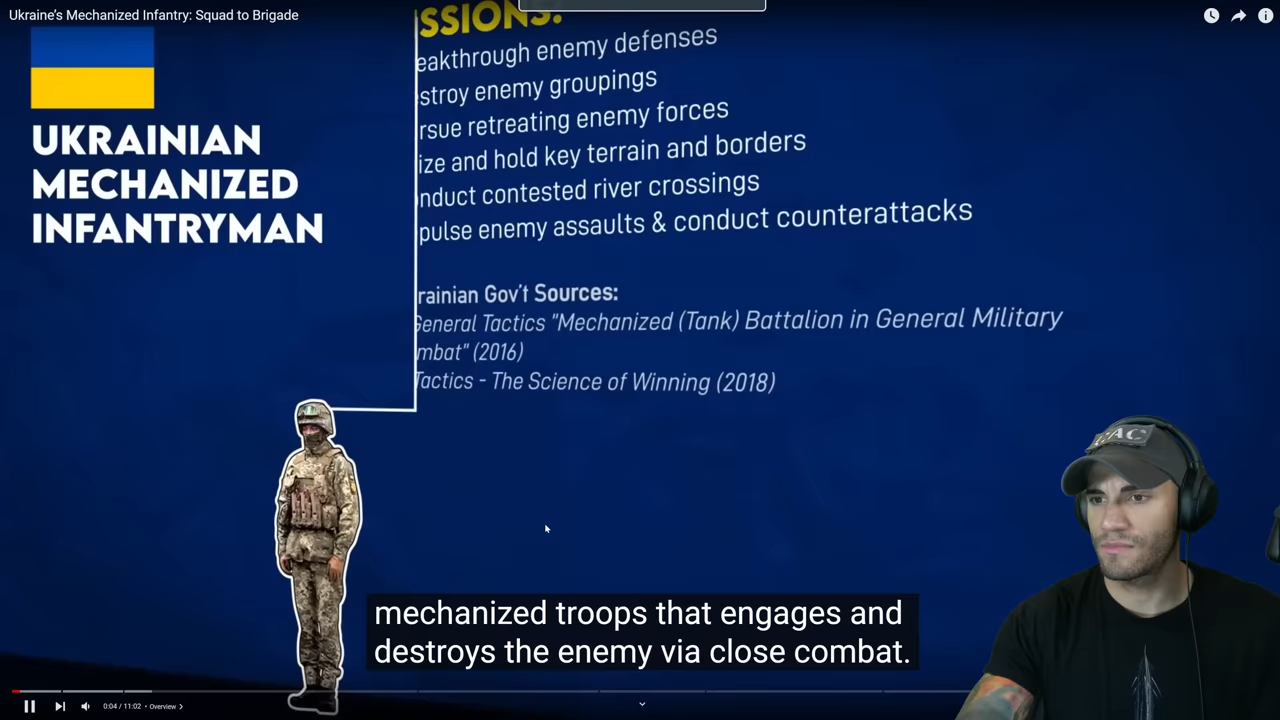 Ukraine's Mechanized Infantry: Squad to Brigade
UKRAINIAN
MECHANIZED
INFANTRYMAN
SSIONS:
eakthrough enemy defenses
stroy enemy groupings
rsue retreating enemy forces
ize and hold key terrain and borders
nduct contested river crossings
pulse enemy assaults & conduct counterattacks
rainian Gov't Sources:
General Tactics "Mechanized (Tank) Battalion in General Military
mbat" (2016)
Tactics - The Science of Winning (2018)
mechanized troops that engages and
destroys the enemy via close combat.
0:04 / 11:02 • Overview